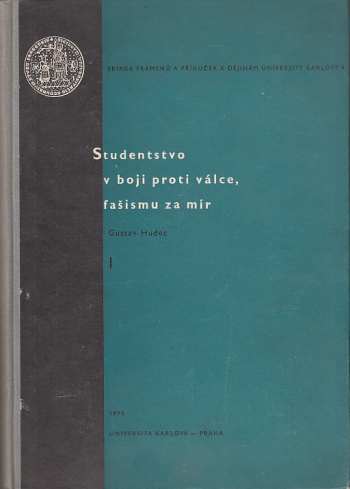 SBÍRKA PRAMENŮ A PŘÍRUČEK K DĚJINÁM UNIVERSITY KARLOVY
Studentstvo
v boji proti válce,
fašismu za mír
Gustav Hudec
I
UNIVERSITA KARLOVA — PRAHA